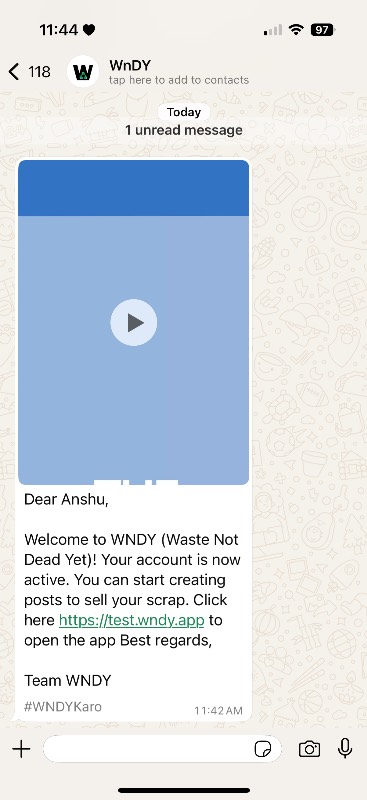 11:44
97
118
W
WnDY
tap here to add to contacts
Today
1 unread message
Dear Anshu,
Welcome to WNDY (Waste Not
Dead Yet)! Your account is now
active. You can start creating
posts to sell your scrap. Click
here https://test.wndy.app to
open the app Best regards,
Team WNDY
#WNDYKaro
11:42 AM